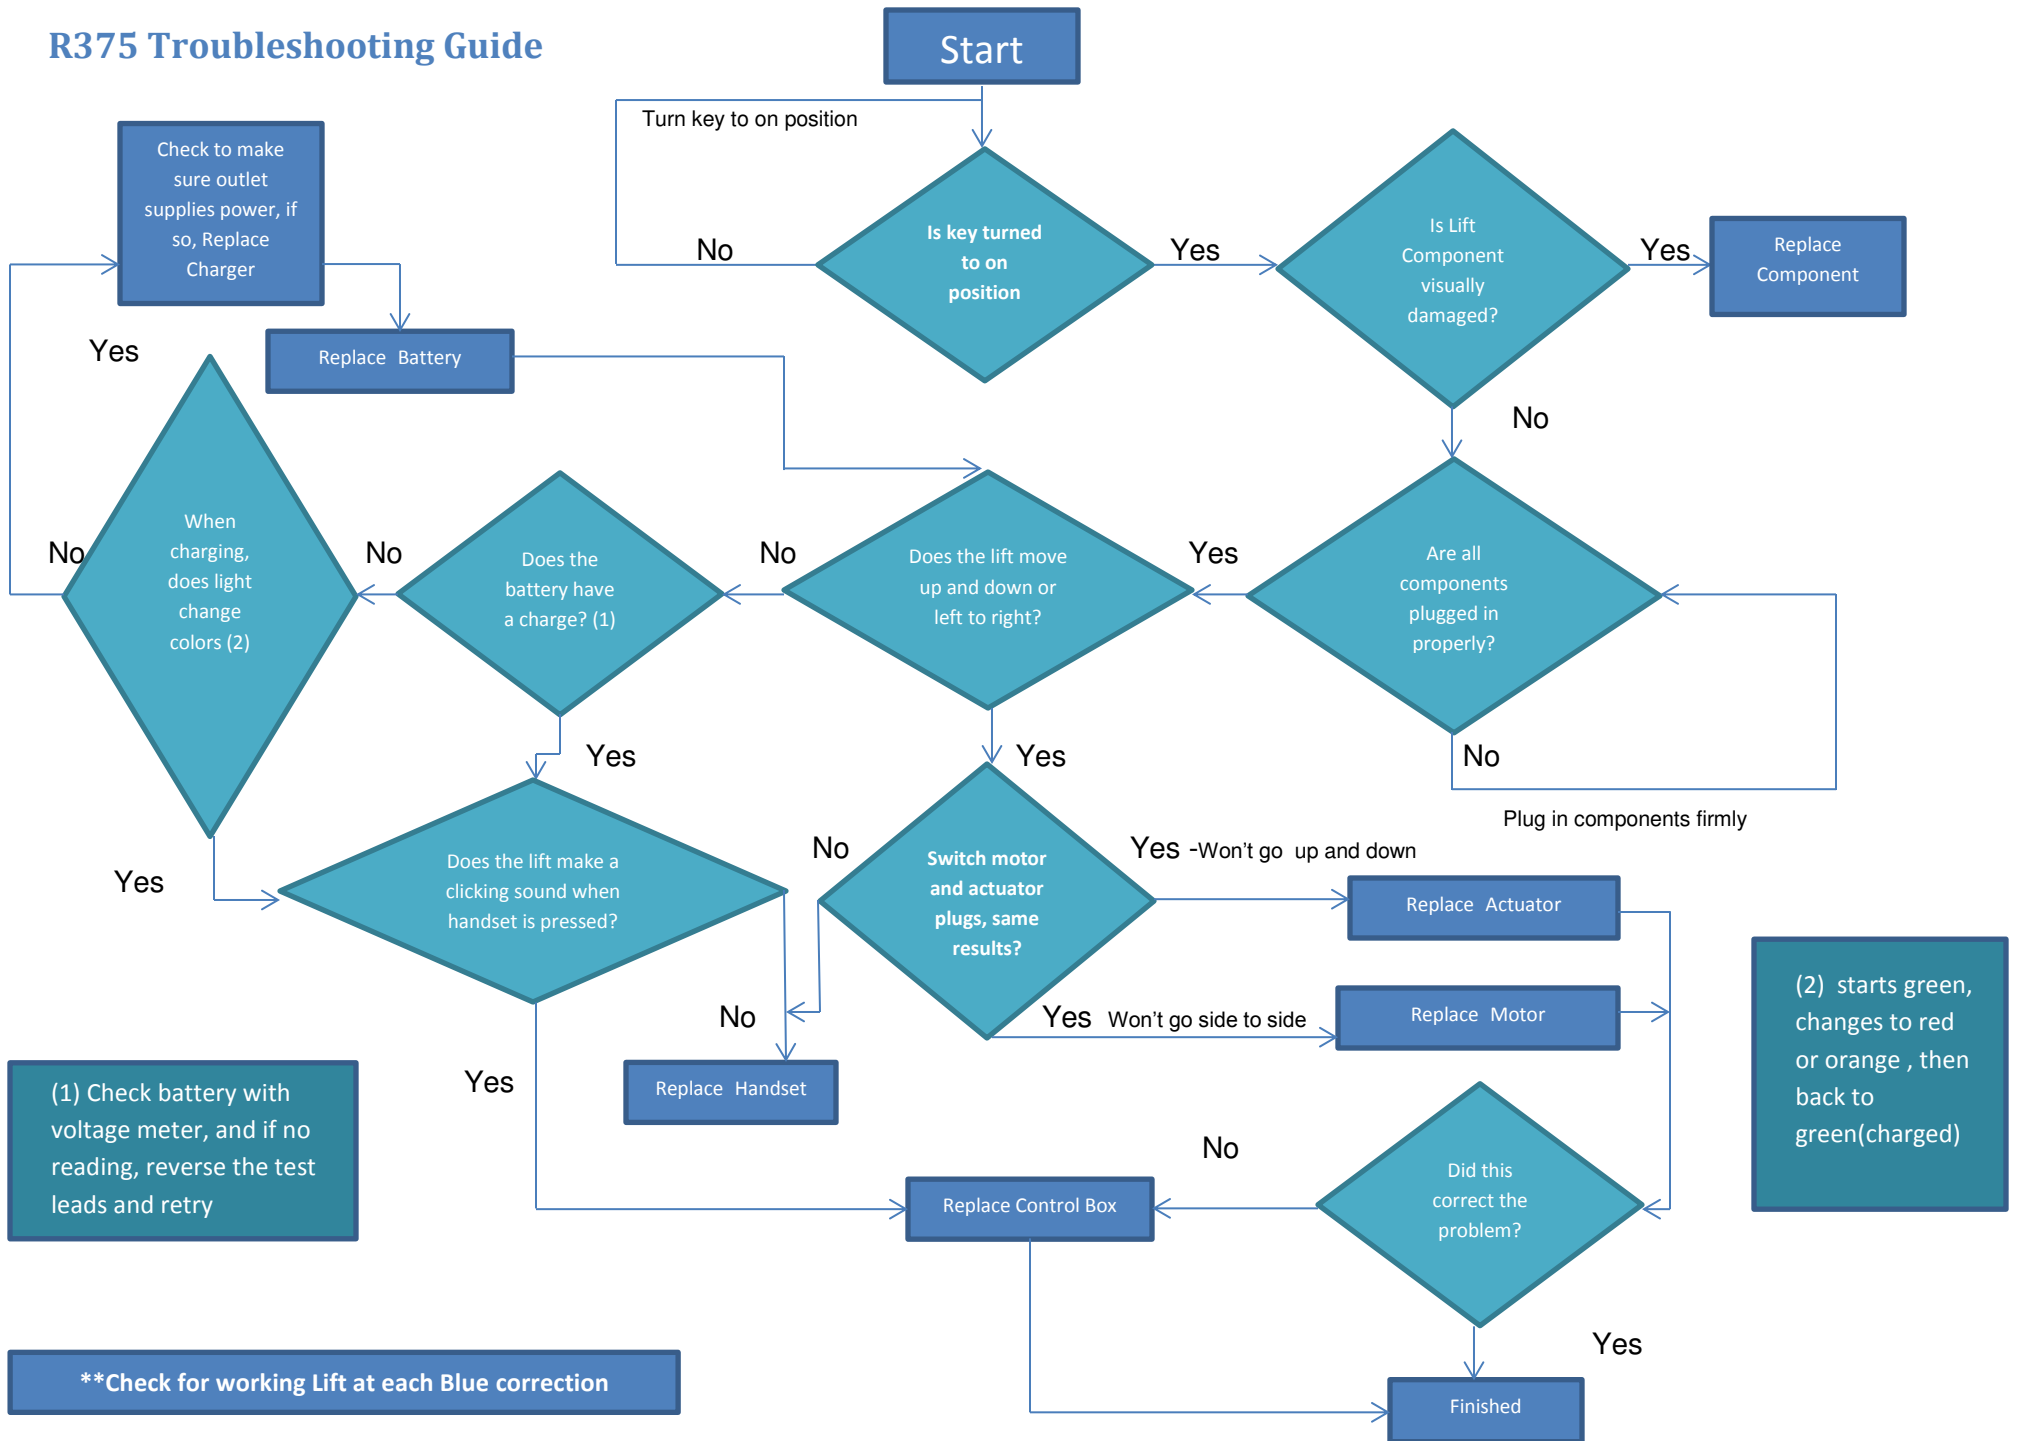 R375 Troubleshooting Guide
Start
Turn key to on position
Check to make
sure outlet
supplies power, if
so, Replace
Charger
Is key turned
to on
position
No
Yes
Is Lift
Component
visually
damaged?
Yes
Replace
Component
Yes
Replace  Battery
No
When
charging,
does light
change
colors (2)
No
No
Does the
battery have
a charge? (1)
No
Does the lift move
up and down or
left to right?
Yes
Are all
components
plugged in
properly?
Yes
Yes
No
Plug in components firmly
Yes
Does the lift make a
clicking sound when
handset is pressed?
No
Switch motor
and actuator
plugs, same
results?
Yes -Won’t go  up and down
Replace  Actuator
No
Yes  Won’t go side to side
Replace  Motor
(2)  starts green,
changes to red
or orange , then
back to
green(charged)
(1) Check battery with
voltage meter, and if no
reading, reverse the test
leads and retry
Yes
Replace  Handset
No
Replace Control Box
Did this
correct the
problem?
Yes
**Check for working Lift at each Blue correction
Finished